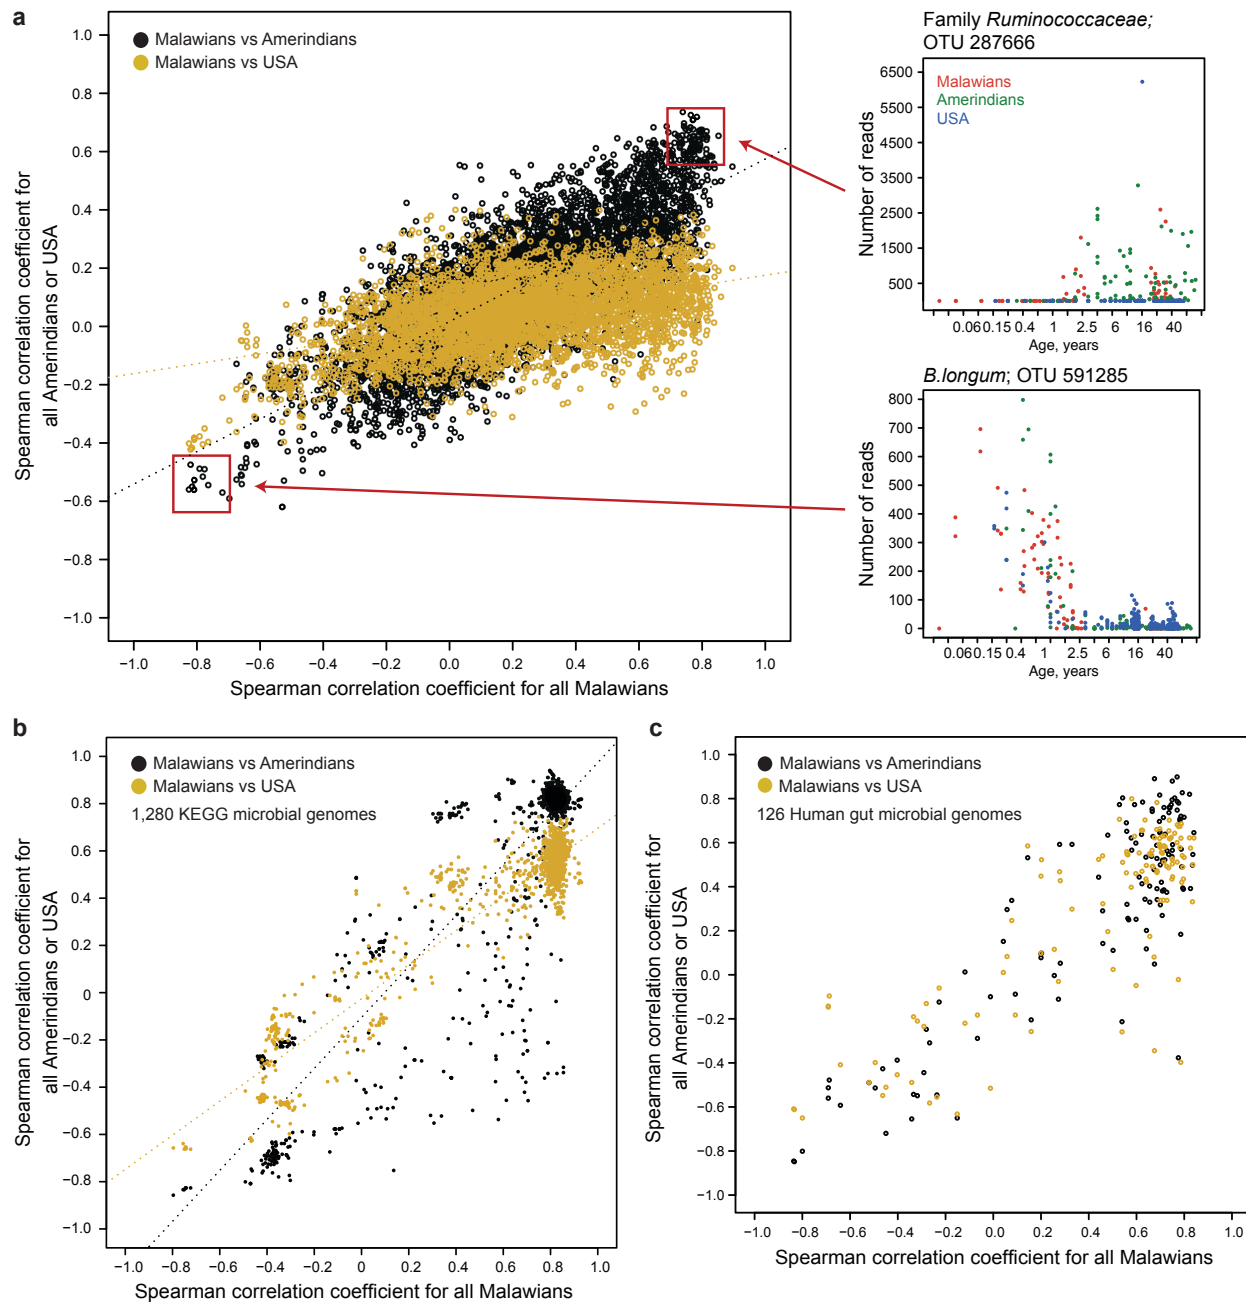 a
Malawians vs Amerindians
Malawians vs USA
1.0
0.8
0.6
0.4
0.2
0.0
−0.2
−0.4
−0.6
−0.8
−1.0
Spearman correlation coefficient for
all Amerindians or USA
−1.0 −0.8 −0.6 −0.4 −0.2 0.0 0.2 0.4 0.6 0.8 1.0
Spearman correlation coefficient for all Malawians
Family Ruminococcaceae;
OTU 287666
Malawians
Amerindians
USA
6500
5500
4500
3500
2500
1500
500
Number of reads
0.06 0.15 0.4 1 2.5 6 16 40
Age, years
B.longum; OTU 591285
800
700
600
500
400
300
200
100
0
Number of reads
0.06 0.15 0.4 1 2.5 6 16 40
Age, years
b
Malawians vs Amerindians
Malawians vs USA
1,280 KEGG microbial genomes
1.0
0.8
0.6
0.4
0.2
0
−0.2
−0.4
−0.6
−0.8
−1.0
Spearman correlation coefficient for
all Amerindians or USA
−1.0 −0.8 −0.6 −0.4 −0.2 0.0 0.2 0.4 0.6 0.8 1.0
Spearman correlation coefficient for all Malawians
c
Malawians vs Amerindians
Malawians vs USA
126 Human gut microbial genomes
1.0
0.8
0.6
0.4
0.2
0.0
−0.2
−0.4
−0.6
−0.8
−1.0
Spearman correlation coefficient for
all Amerindians or USA
−1.0 −0.8 −0.6 −0.4 −0.2 0.0 0.2 0.4 0.6 0.8 1.0
Spearman correlation coefficient for all Malawians